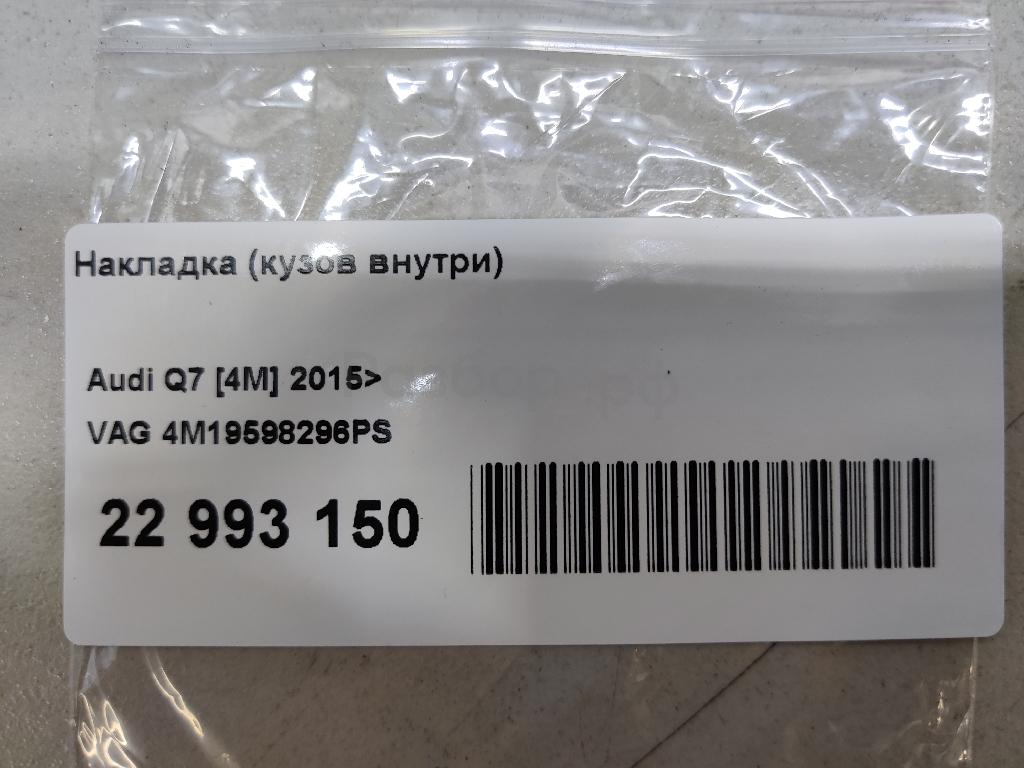 Накладка (кузов внутри)
Audi Q7 [4M] 2015>
VAG 4M19598296PS
22 993 150